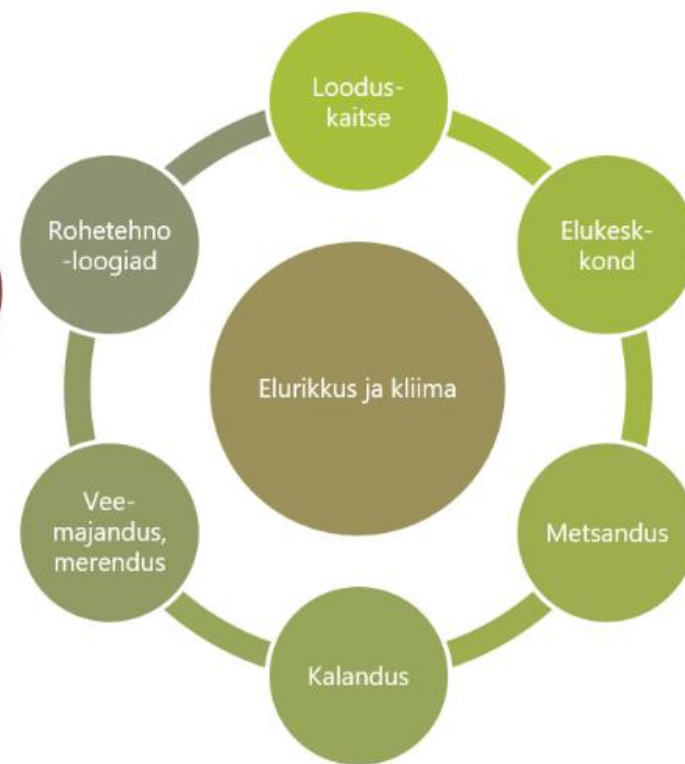 Loodus-
kaitse
Elukesk-
kond
Metsandus
Kalandus
Vee-
majandus,
merendus
Rohetehno
-loogiad
Elurikkus ja kliima